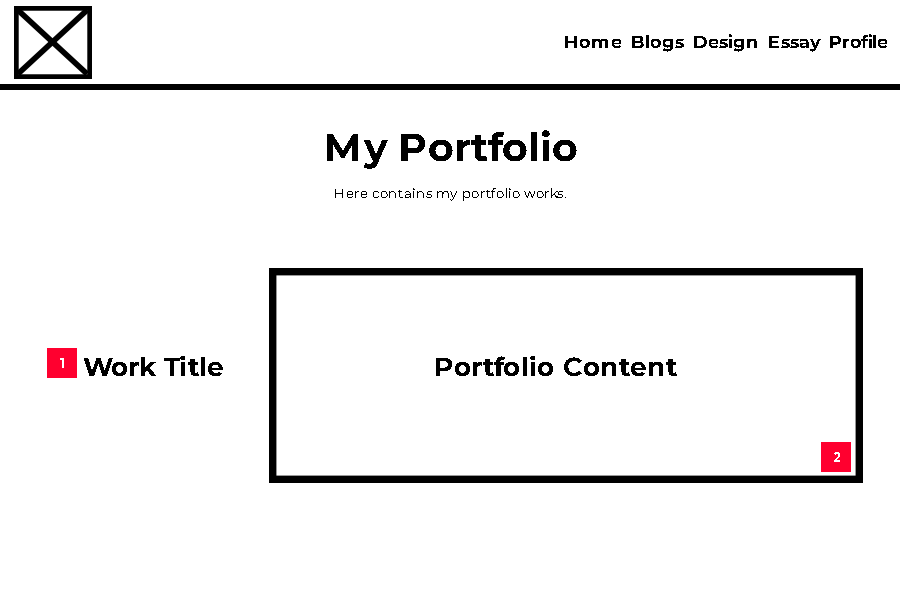 Home Blogs Design Essay Profile
My Portfolio
Here contains my portfolio works.
1 Work Title
Portfolio Content
2